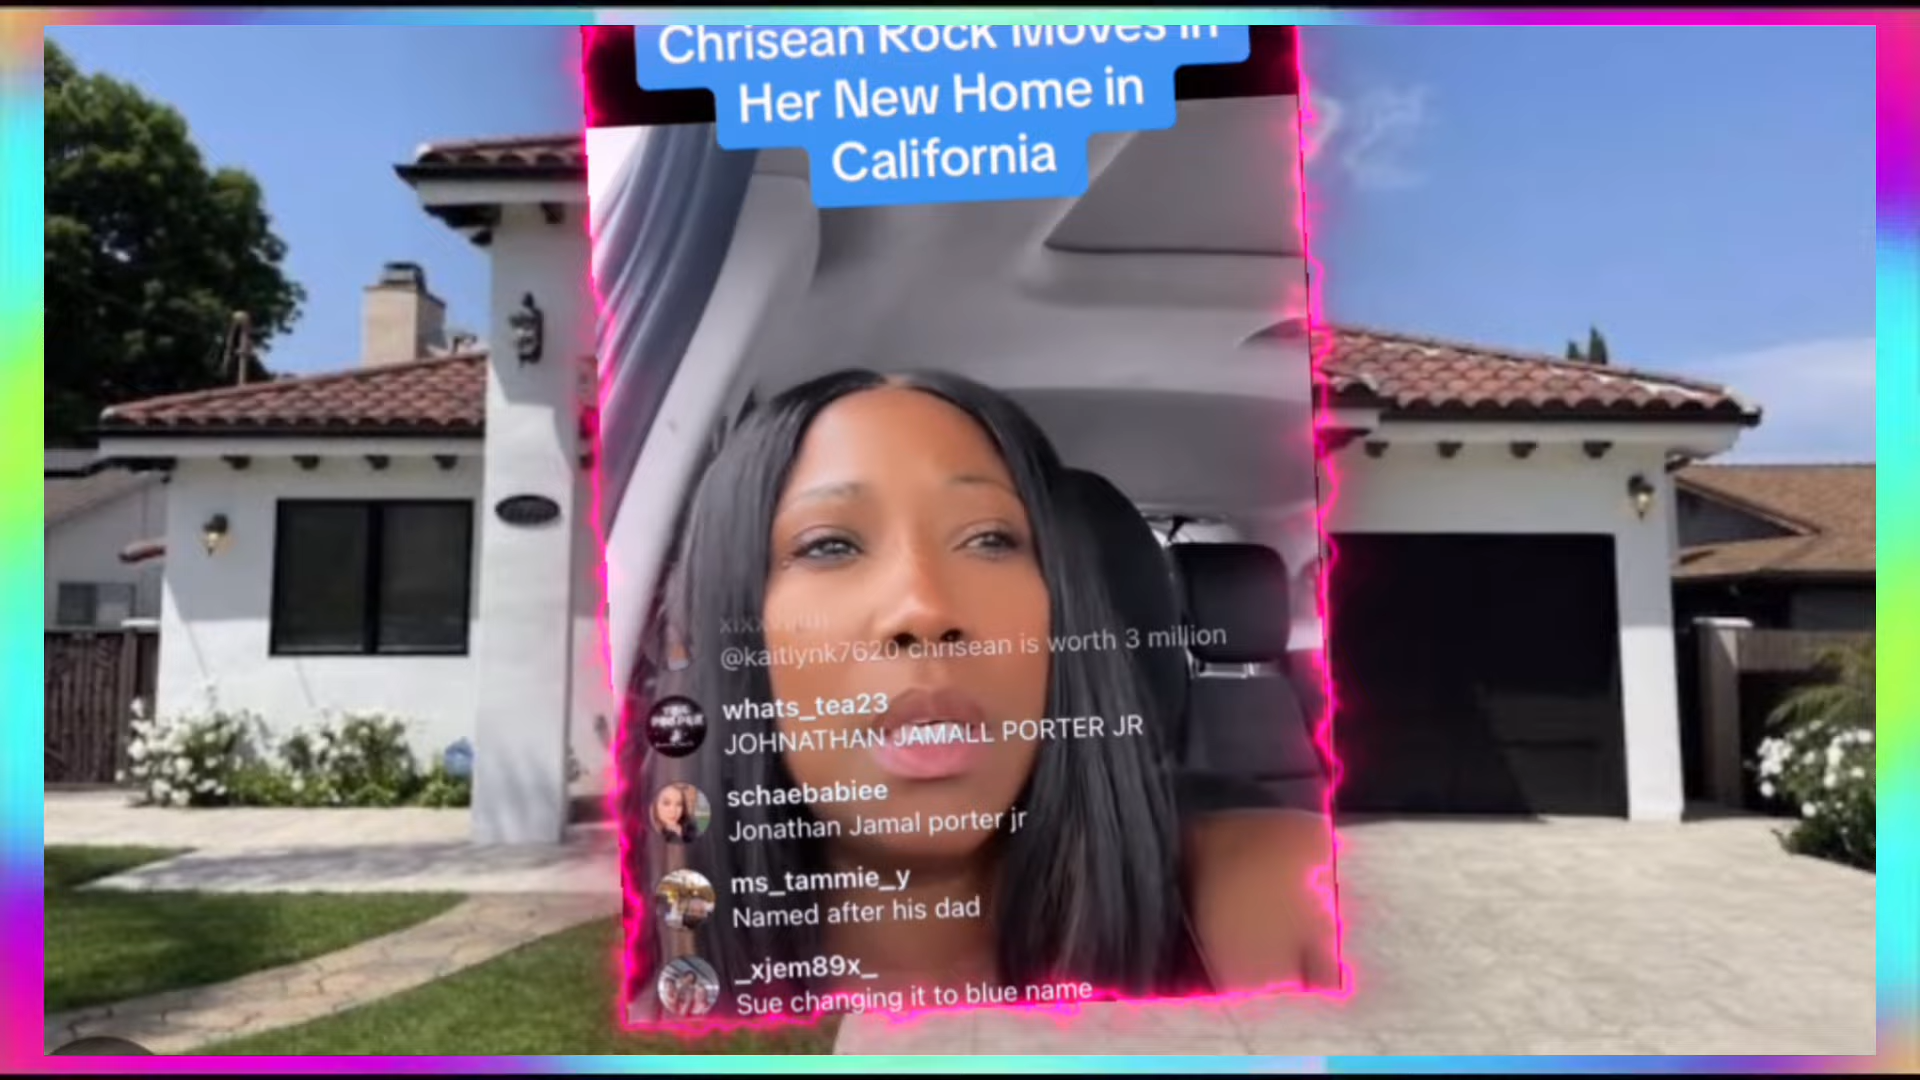 Chrisean Rock Moves in
Her New Home in
California
@kaitlynk7620 chrisean is worth 3 million
whats_tea23
JOHNATHAN JAMALL PORTER JR
schaebabiee
Jonathan Jamal porter jr
ms_tammie_y
Named after his dad
_xjem89x_
Sue changing it to blue name